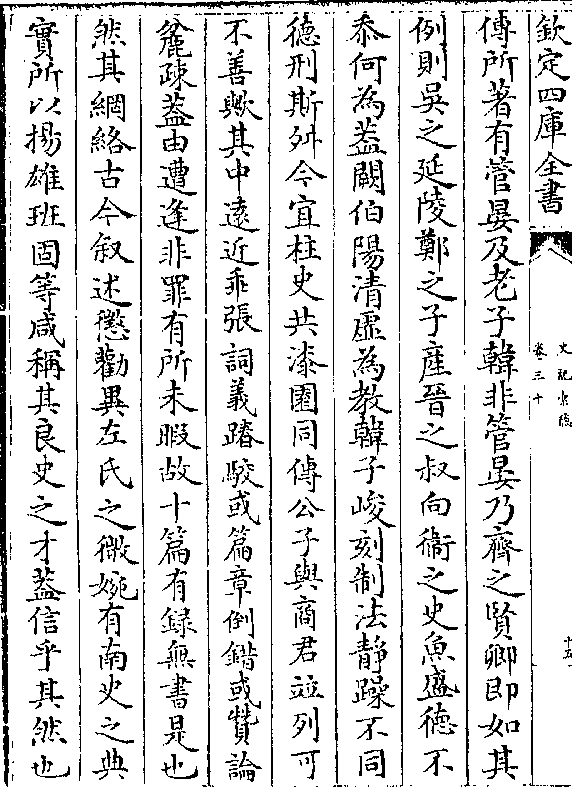 欽定四庫全書
史記索隱
卷三十
傳所著有管晏及老子韓非管晏乃齊之賢卿即如其
例則吳之延陵鄭之子産晉之叔向衞之史魚盛德不
忝何為葢闕伯陽清虛為教韓子峻刻制法靜躁不同
德刑斯舛今宜柱史共漆園同傳公子與商君竝列可
不善歟其中遠近乖張詞義踳駮或篇章倒錯或贊論
麄疎葢由遭逢非罪有所未暇故十篇有録無書是也
然其網絡古今叙述懲勸異左氏之微婉有南史之典
實所以揚雄班固等咸稱其良史之才葢信乎其然也